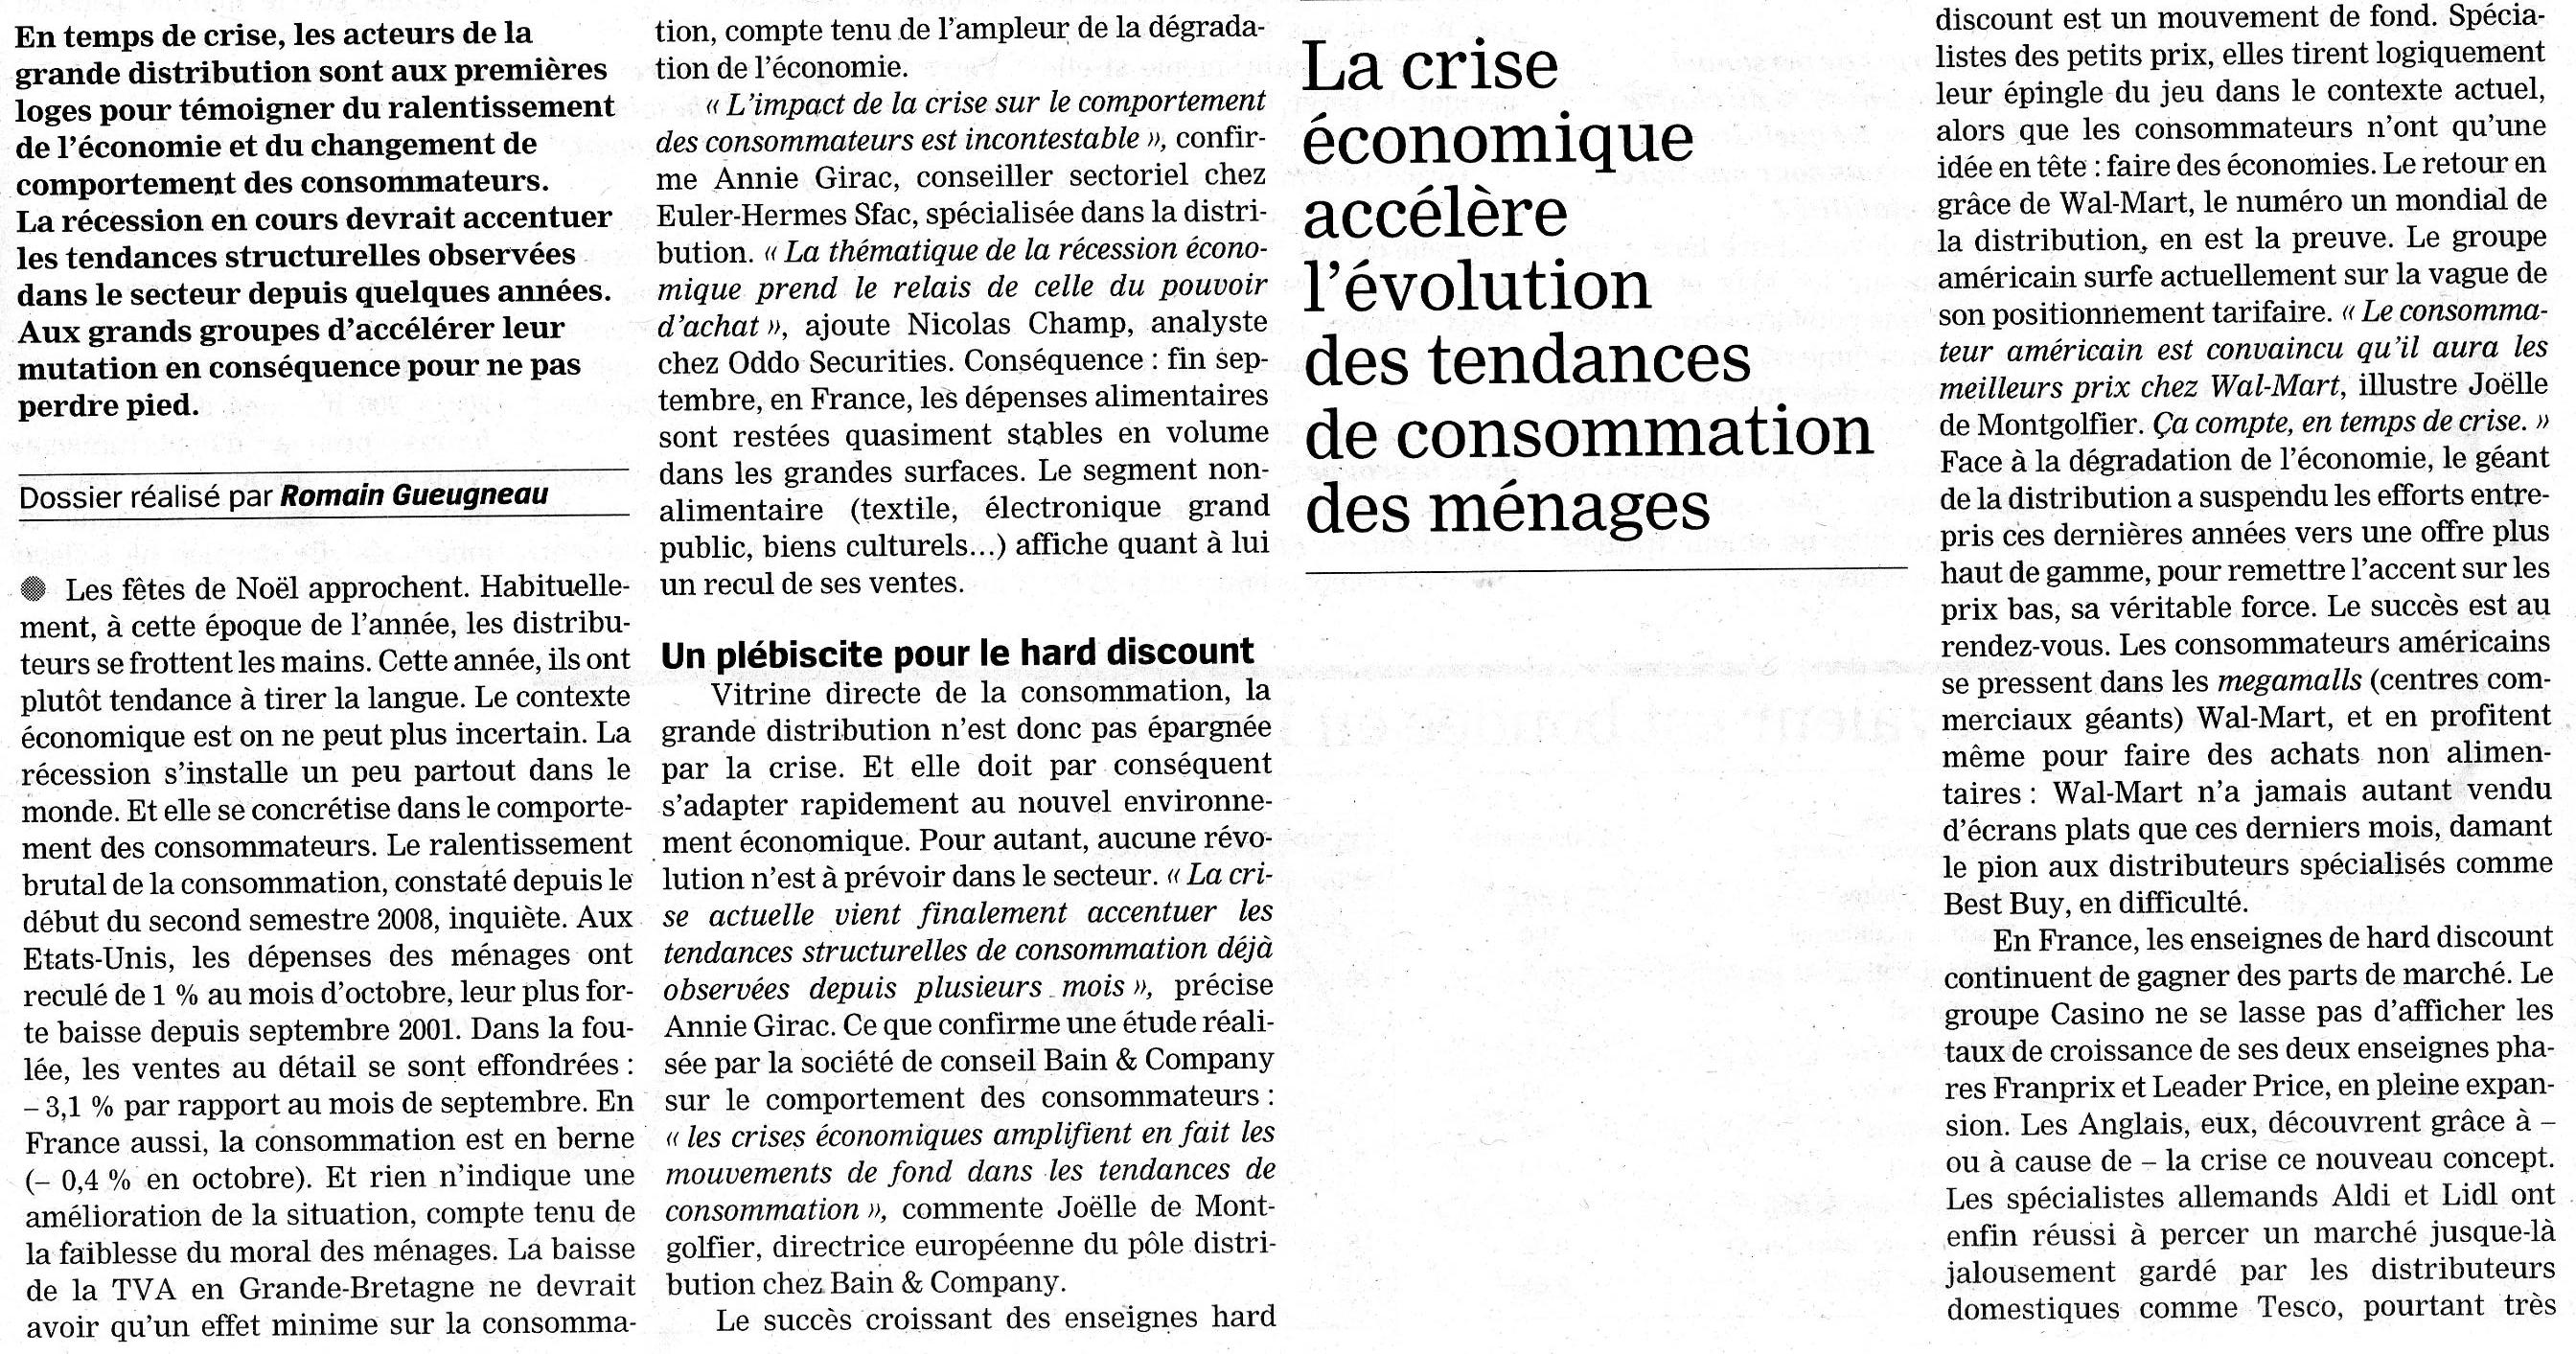 En temps de crise, les acteurs de la
grande distribution sont aux premières
loges pour témoigner du ralentissement
de l'économie et du changement de
comportement des consommateurs.
La récession en cours devrait accentuer
les tendances structurelles observées
dans le secteur depuis quelques années.
Aux grands groupes d'accélérer leur
mutation en conséquence pour ne pas
perdre pied.
Dossier réalisé par Romain Gueugneau
Les fêtes de Noël approchent. Habituelle-
ment, à cette époque de l'année, les distribu-
teurs se frottent les mains. Cette année, ils ont
plutôt tendance à tirer la langue. Le contexte
économique est on ne peut plus incertain. La
récession s'installe un peu partout dans le
monde. Et elle se concrétise dans le comporte-
ment des consommateurs. Le ralentissement
brutal de la consommation, constaté depuis le
début du second semestre 2008, inquiète. Aux
Etats-Unis, les dépenses des ménages ont
reculé de 1 % au mois d'octobre, leur plus for-
te baisse depuis septembre 2001. Dans la fou-
lée, les ventes au détail se sont effondrées :
– 3,1 % par rapport au mois de septembre. En
France aussi, la consommation est en berne
(– 0,4 % en octobre). Et rien n'indique une
amélioration de la situation, compte tenu de
la faiblesse du moral des ménages. La baisse
de la TVA en Grande-Bretagne ne devrait
avoir qu'un effet minime sur la consomma-
tion, compte tenu de l'ampleur de la dégrada-
tion de l'économie.
« L'impact de la crise sur le comportement
des consommateurs est incontestable », confir-
me Annie Girac, conseiller sectoriel chez
Euler-Hermes Sfac, spécialisée dans la distri-
bution. « La thématique de la récession écono-
mique prend le relais de celle du pouvoir
d'achat », ajoute Nicolas Champ, analyste
chez Oddo Securities. Conséquence : fin sep-
tembre, en France, les dépenses alimentaires
sont restées quasiment stables en volume
dans les grandes surfaces. Le segment non-
alimentaire (textile, électronique grand
public, biens culturels...) affiche quant à lui
un recul de ses ventes.
Un plébiscite pour le hard discount
Vitrine directe de la consommation, la
grande distribution n'est donc pas épargnée
par la crise. Et elle doit par conséquent
s'adapter rapidement au nouvel environne-
ment économique. Pour autant, aucune révo-
lution n'est à prévoir dans le secteur. « La cri-
se actuelle vient finalement accentuer les
tendances structurelles de consommation déjà
observées depuis plusieurs mois », précise
Annie Girac. Ce que confirme une étude réali-
sée par la société de conseil Bain & Company
sur le comportement des consommateurs :
« les crises économiques amplifient en fait les
mouvements de fond dans les tendances de
consommation », commente Joëlle de Mont-
golfier, directrice européenne du pôle distri-
bution chez Bain & Company.
Le succès croissant des enseignes hard
La crise
économique
accélère
l'évolution
des tendances
de consommation
des ménages
discount est un mouvement de fond. Spécia-
listes des petits prix, elles tirent logiquement
leur épingle du jeu dans le contexte actuel,
alors que les consommateurs n'ont qu'une
idée en tête : faire des économies. Le retour en
grâce de Wal-Mart, le numéro un mondial de
la distribution, en est la preuve. Le groupe
américain surfe actuellement sur la vague de
son positionnement tarifaire. « Le consomma-
teur américain est convaincu qu'il aura les
meilleurs prix chez Wal-Mart, illustre Joëlle
de Montgolfier. Ça compte, en temps de crise. »
Face à la dégradation de l'économie, le géant
de la distribution a suspendu les efforts entre-
pris ces dernières années vers une offre plus
haut de gamme, pour remettre l'accent sur les
prix bas, sa véritable force. Le succès est au
rendez-vous. Les consommateurs américains
se pressent dans les megamalls (centres com-
merciaux géants) Wal-Mart, et en profitent
même pour faire des achats non alimen-
taires : Wal-Mart n'a jamais autant vendu
d'écrans plats que ces derniers mois, damant
le pion aux distributeurs spécialisés comme
Best Buy, en difficulté.
En France, les enseignes de hard discount
continuent de gagner des parts de marché. Le
groupe Casino ne se lasse pas d'afficher les
taux de croissance de ses deux enseignes pha-
res Franprix et Leader Price, en pleine expan-
sion. Les Anglais, eux, découvrent grâce à –
ou à cause de – la crise ce nouveau concept.
Les spécialistes allemands Aldi et Lidl ont
enfin réussi à percer un marché jusque-là
jalousement gardé par les distributeurs
domestiques comme Tesco, pourtant très